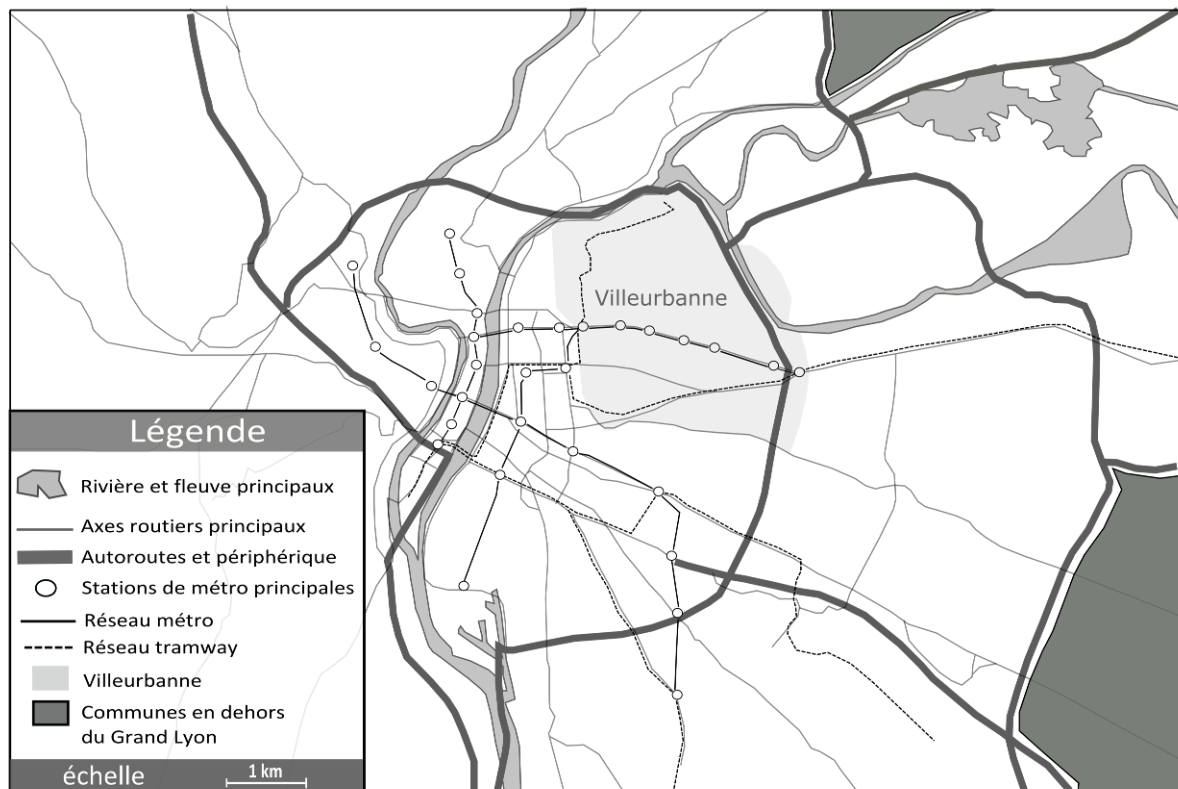 Villeurbanne
Légende
Rivière et fleuve principaux
Axes routiers principaux
Autoroutes et périphérique
Stations de métro principales
Réseau métro
Réseau tramway
Villeurbanne
Communes en dehors
du Grand Lyon
échelle
1 km